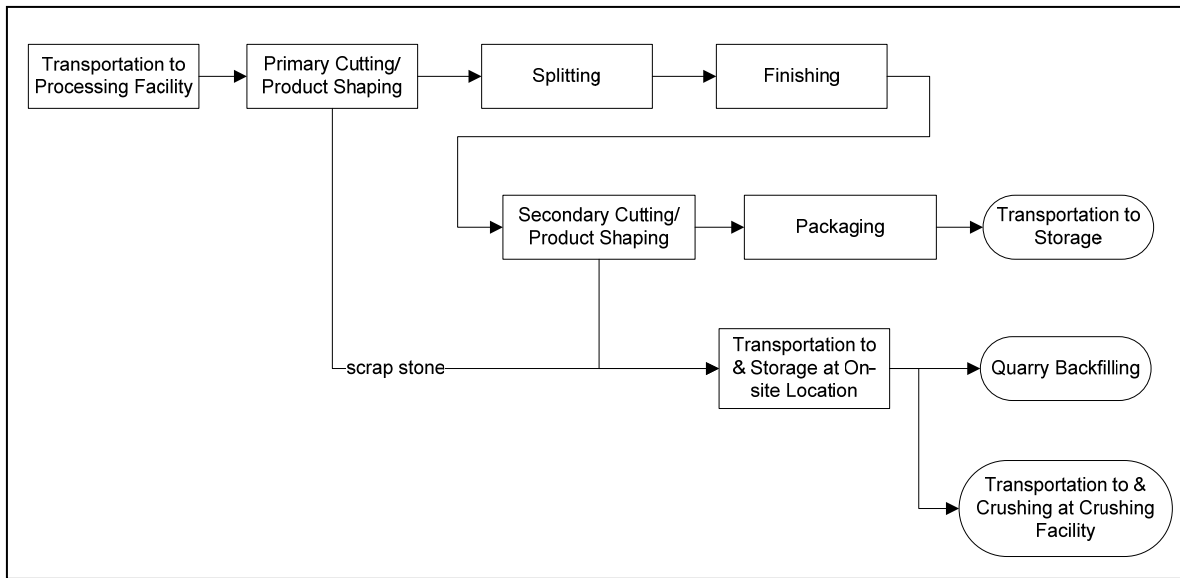 Transportation to
Processing Facility
Primary Cutting/
Product Shaping
Splitting
Finishing
Secondary Cutting/
Product Shaping
Packaging
Transportation to
Storage
scrap stone
Transportation to
& Storage at On-
site Location
Quarry Backfilling
Transportation to &
Crushing at Crushing
Facility